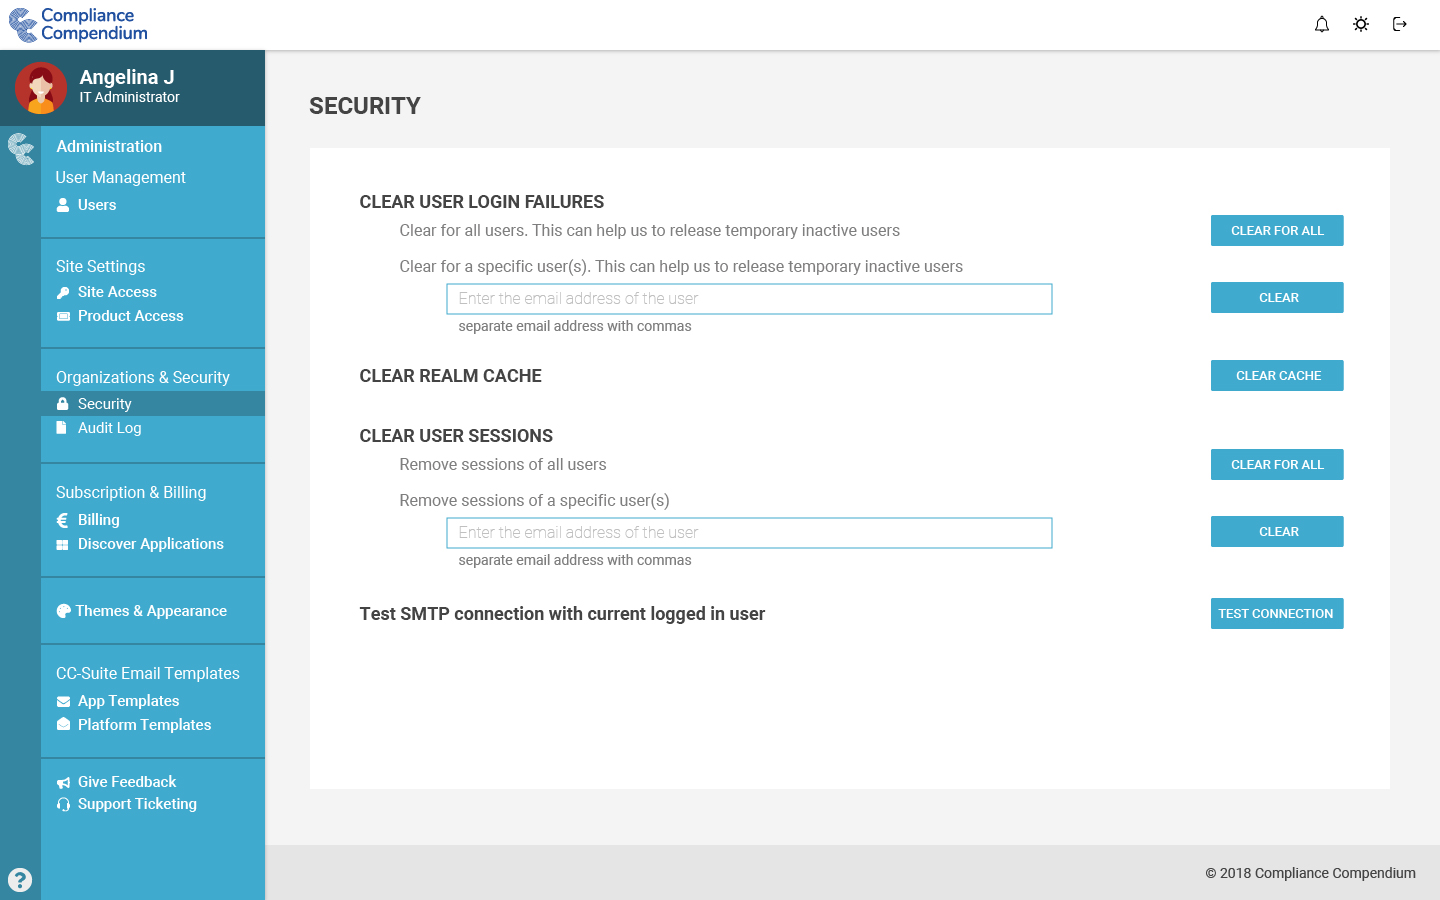 Compliance
Compendium
Angelina J
IT Administrator
Administration
User Management
Users
Site Settings
Site Access
Product Access
Organizations & Security
Security
Audit Log
Subscription & Billing
Billing
Discover Applications
Themes & Appearance
CC-Suite Email Templates
App Templates
Platform Templates
Give Feedback
Support Ticketing
?
SECURITY
CLEAR USER LOGIN FAILURES
Clear for all users. This can help us to release temporary inactive users
CLEAR FOR ALL
Clear for a specific user(s). This can help us to release temporary inactive users
Enter the email address of the user
CLEAR
separate email address with commas
CLEAR REALM CACHE
CLEAR CACHE
CLEAR USER SESSIONS
Remove sessions of all users
CLEAR FOR ALL
Remove sessions of a specific user(s)
Enter the email address of the user
CLEAR
separate email address with commas
Test SMTP connection with current logged in user
TEST CONNECTION
© 2018 Compliance Compendium